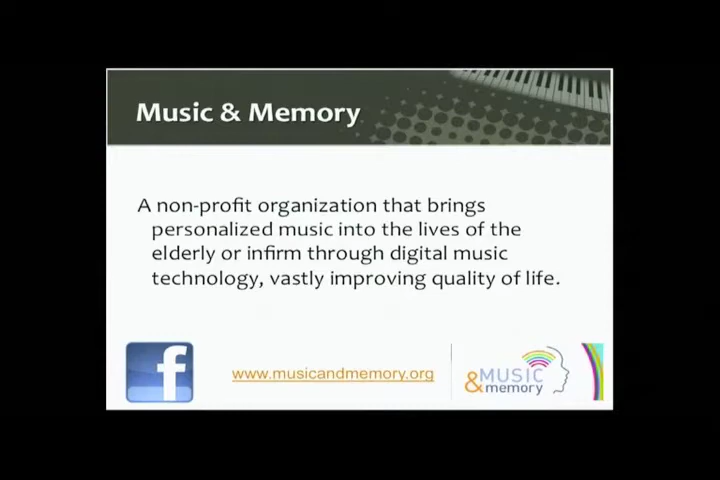 Music & Memory
A non-profit organization that brings
personalized music into the lives of the
elderly or infirm through digital music
technology, vastly improving quality of life.
f
www.musicandmemory.org
& MUSIC
memory